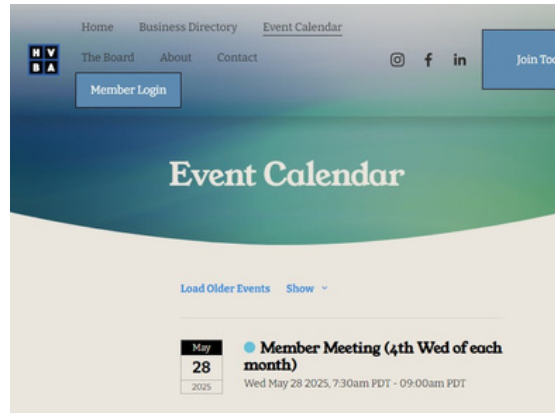 Home Business Directory Event Calendar
H V
B A
The Board About Contact
Member Login
Event Calendar
Load Older Events Show
May
28
2025
Member Meeting (4th Wed of each
month)
Wed May 28 2025, 7:30am PDT - 09:00am PDT